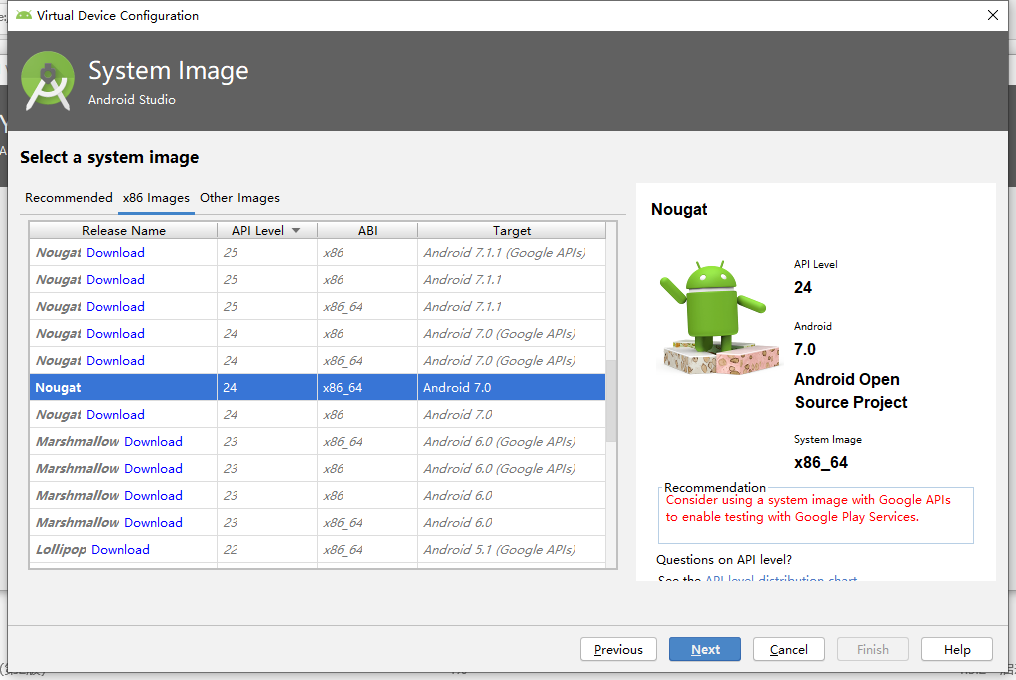 Virtual Device Configuration
System Image
Android Studio
Select a system image
Recommended x86 Images Other Images
Release Name API Level ABI Target
Nougat Download 25 x86 Android 7.1.1 (Google APIs)
Nougat Download 25 x86 Android 7.1.1
Nougat Download 25 x86_64 Android 7.1.1
Nougat Download 24 x86 Android 7.0 (Google APIs)
Nougat Download 24 x86_64 Android 7.0 (Google APIs)
Nougat 24 x86_64 Android 7.0
Nougat Download 24 x86 Android 7.0
Marshmallow Download 23 x86_64 Android 6.0 (Google APIs)
Marshmallow Download 23 x86 Android 6.0 (Google APIs)
Marshmallow Download 23 x86 Android 6.0
Marshmallow Download 23 x86_64 Android 6.0
Lollipop Download 22 x86_64 Android 5.1 (Google APIs)
Nougat
API Level
24
Android
7.0
Android Open
Source Project
System Image
x86_64
Recommendation
Consider using a system image with Google APIs
to enable testing with Google Play Services.
Questions on API level?
See the API level distribution chart
Previous Next Cancel Finish Help